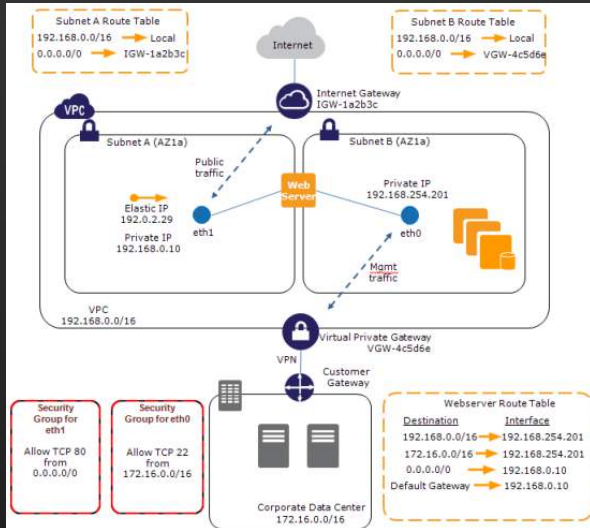 Subnet A Route Table
192.168.0.0/16 Local
0.0.0.0/0 IGW-1a2b3c
Subnet B Route Table
192.168.0.0/16 Local
0.0.0.0/0 VGW-4c5d6e
Internet
Internet Gateway
IGW-1a2b3c
VPC
Subnet A (AZ1a)
Subnet B (AZ1a)
Public
traffic
Web
Server
Private IP
192.168.254.201
Elastic IP
192.0.2.29
eth1
eth0
Private IP
192.168.0.10
Mgmt
traffic
VPC
192.168.0.0/16
Virtual Private Gateway
VGW-4c5d6e
VPN
Customer
Gateway
Security
Group for
eth1
Allow TCP 80
from
0.0.0.0/0
Security
Group for eth0
Allow TCP 22
from
172.16.0.0/16
Corporate Data Center
172.16.0.0/16
Webserver Route Table
Destination Interface
192.168.0.0/16 192.168.254.201
172.16.0.0/16 192.168.254.201
0.0.0.0/0 192.168.0.10
Default Gateway 192.168.0.10